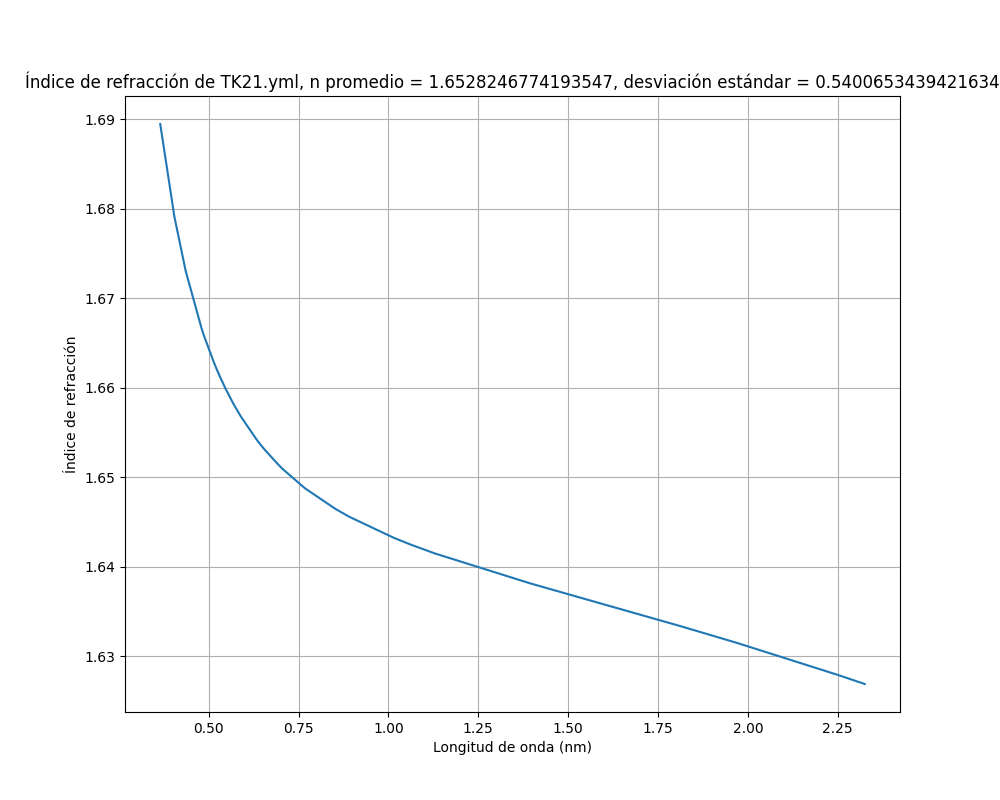 Índice de refracción de TK21.yml, n promedio = 1.6528246774193547, desviación estándar = 0.5400653439421634
1.69
1.68
1.67
1.66
1.65
1.64
1.63
Índice de refracción
0.50 0.75 1.00 1.25 1.50 1.75 2.00 2.25
Longitud de onda (nm)